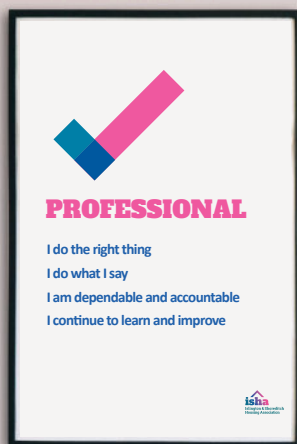 PROFESSIONAL
I do the right thing
I do what I say
I am dependable and accountable
I continue to learn and improve
isha
Islington & Shoreditch
Housing Association